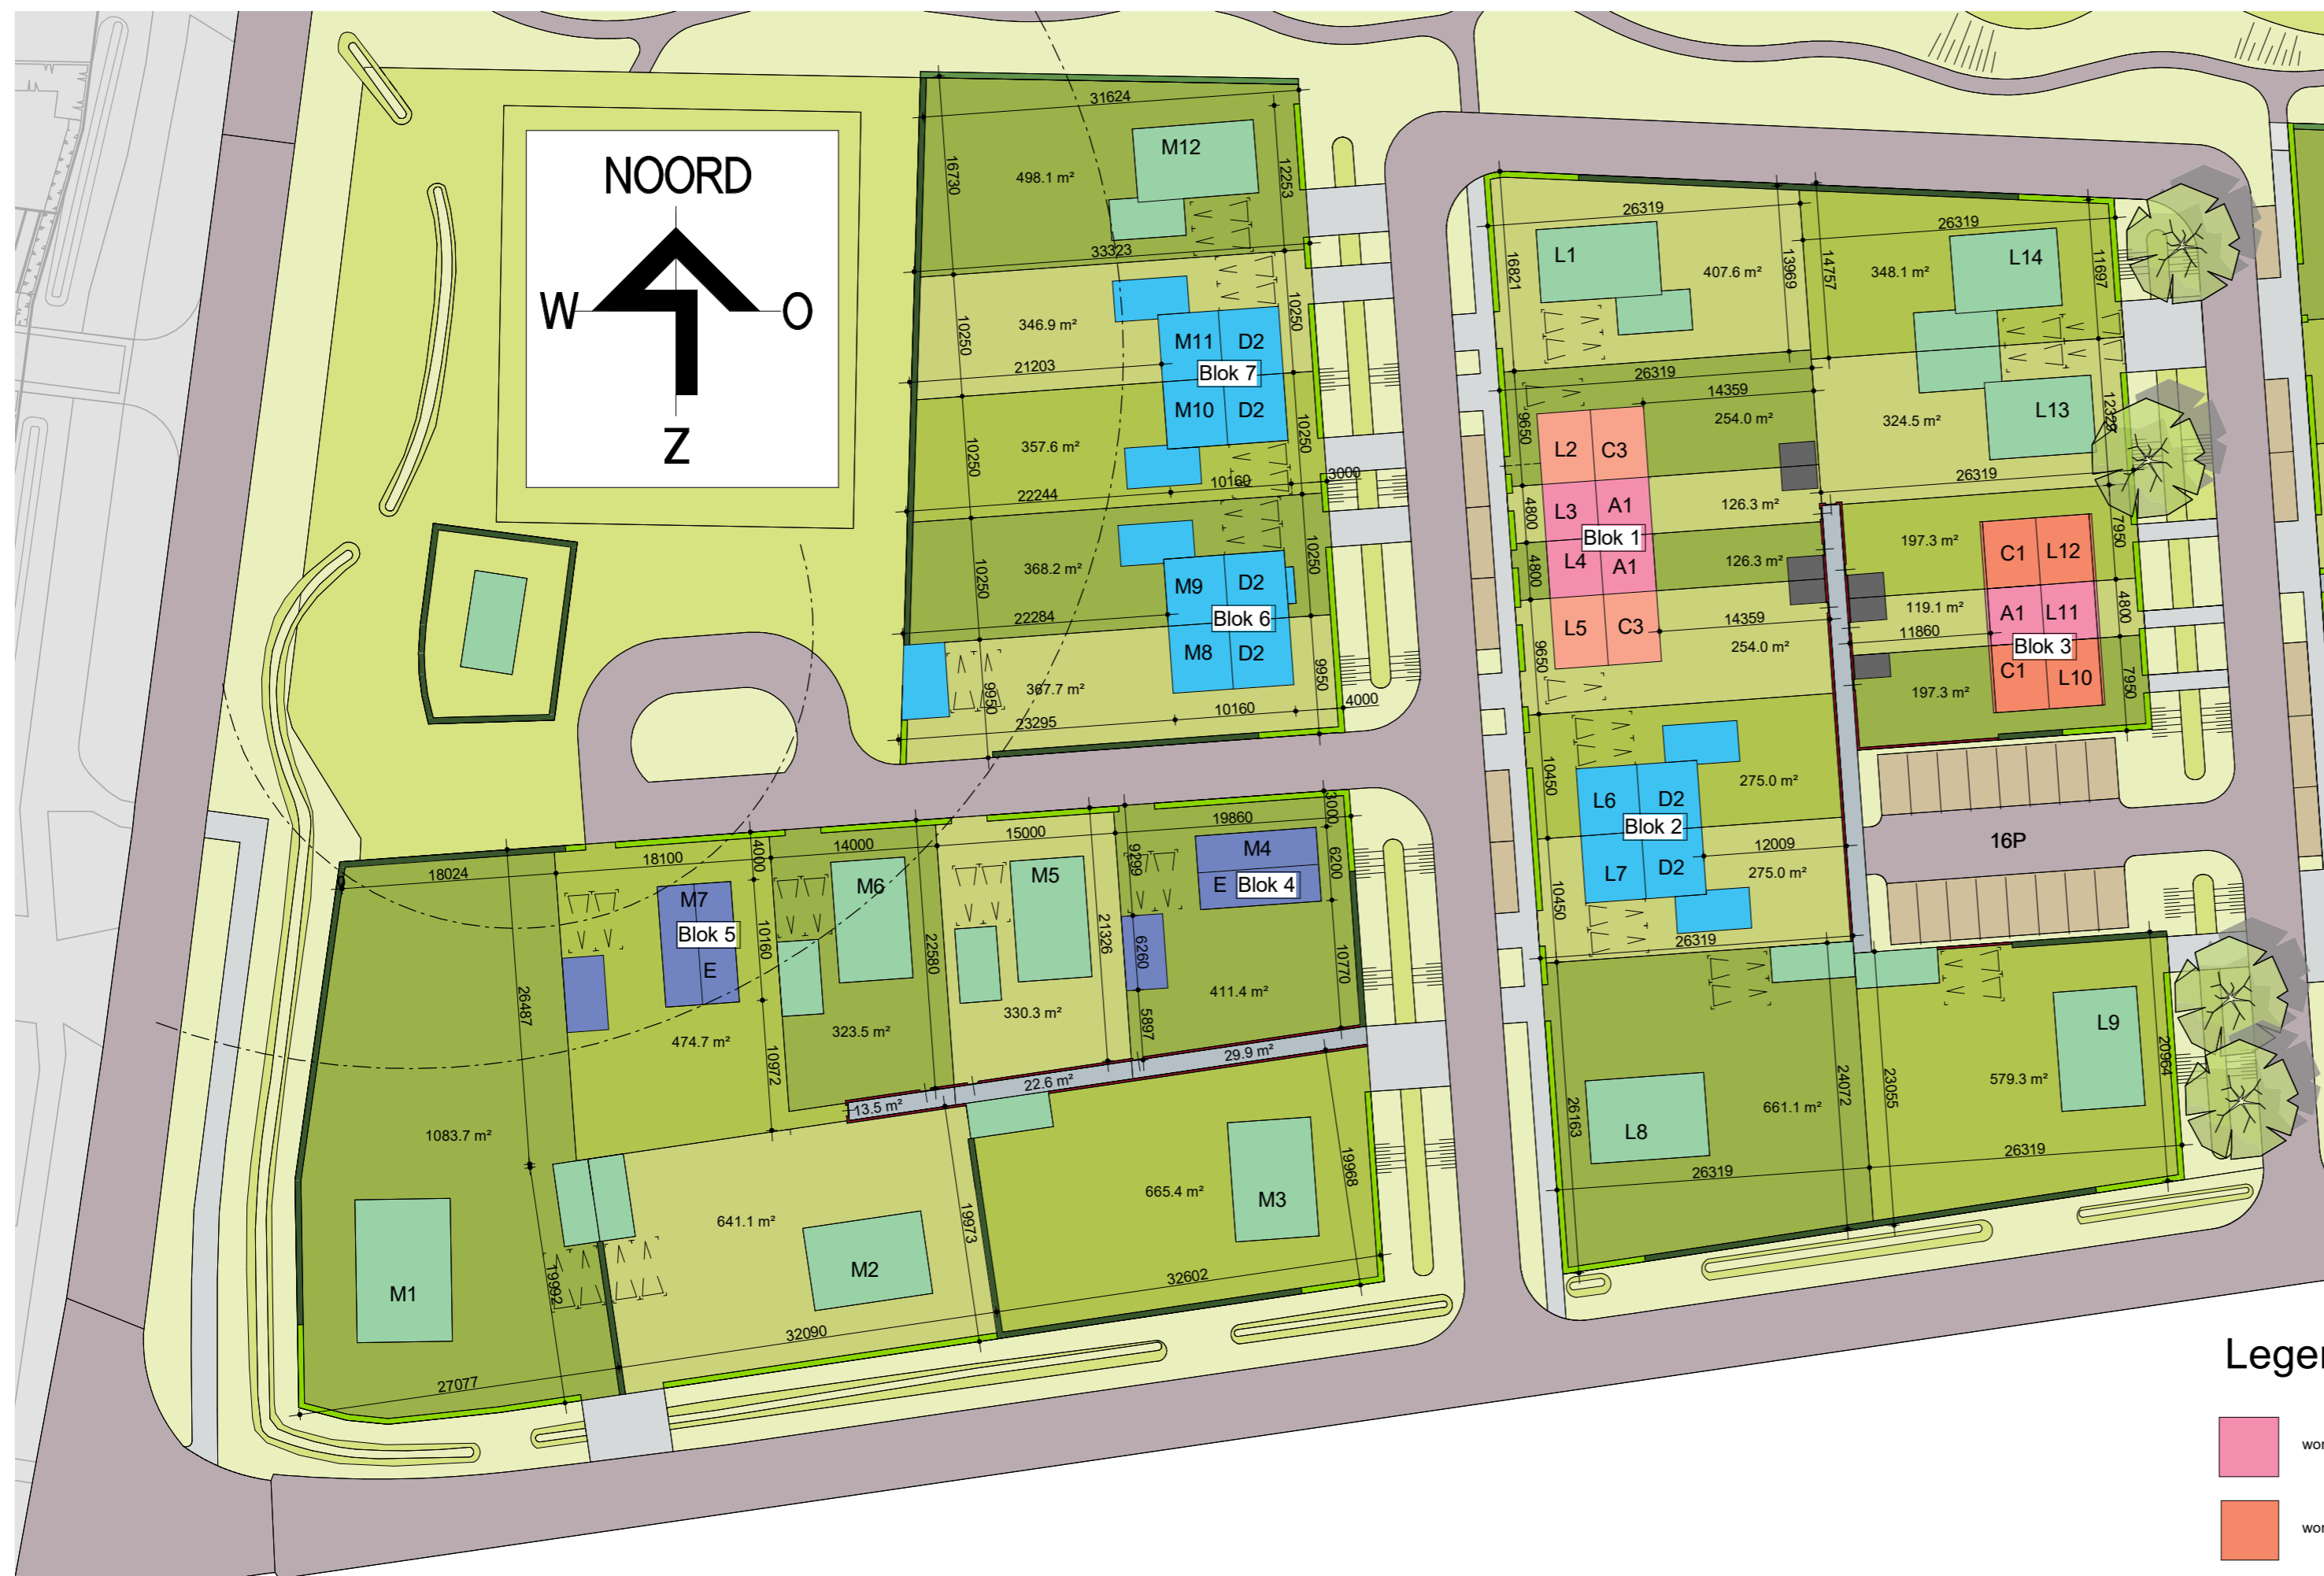 NOORD
W
O
Z
31624
M12
16730
498.1 m²
12253
33323
346.9 m²
10250
10250
M11 D2
Blok 7
21203
M10 D2
357.6 m²
10250
10250
22244
10160
3000
368.2 m²
10250
10250
M9 D2
Blok 6
22284
M8 D2
367.7 m²
9950
9950
23295
10160
4000
26319
L1
16821
407.6 m²
13969
14757
26319
L14
348.1 m²
11697
26319
14359
9650
254.0 m²
L2 C3
324.5 m²
L13
12329
26319
L3 A1
4800
126.3 m²
Blok 1
L4 A1
4800
126.3 m²
L5 C3
14359
9650
254.0 m²
197.3 m²
C1 L12
7950
119.1 m²
A1 L11
4800
11860
Blok 3
197.3 m²
C1 L10
7950
10450
275.0 m²
L6 D2
Blok 2
12009
L7 D2
275.0 m²
10450
26319
16P
18024
18100
4000
14000
15000
19860
3000
M7
Blok 5
E
M6
M5
9299
M4
E Blok 4
6200
26487
10160
22580
21326
6260
10770
474.7 m²
10972
323.5 m²
330.3 m²
5897
411.4 m²
13.5 m²
22.6 m²
29.9 m²
1083.7 m²
641.1 m²
19973
665.4 m²
19968
M1
19992
M2
M3
32602
32090
27077
L8
26163
661.1 m²
24072
23055
579.3 m²
L9
20964
26319
26319
Leger
wor
wor